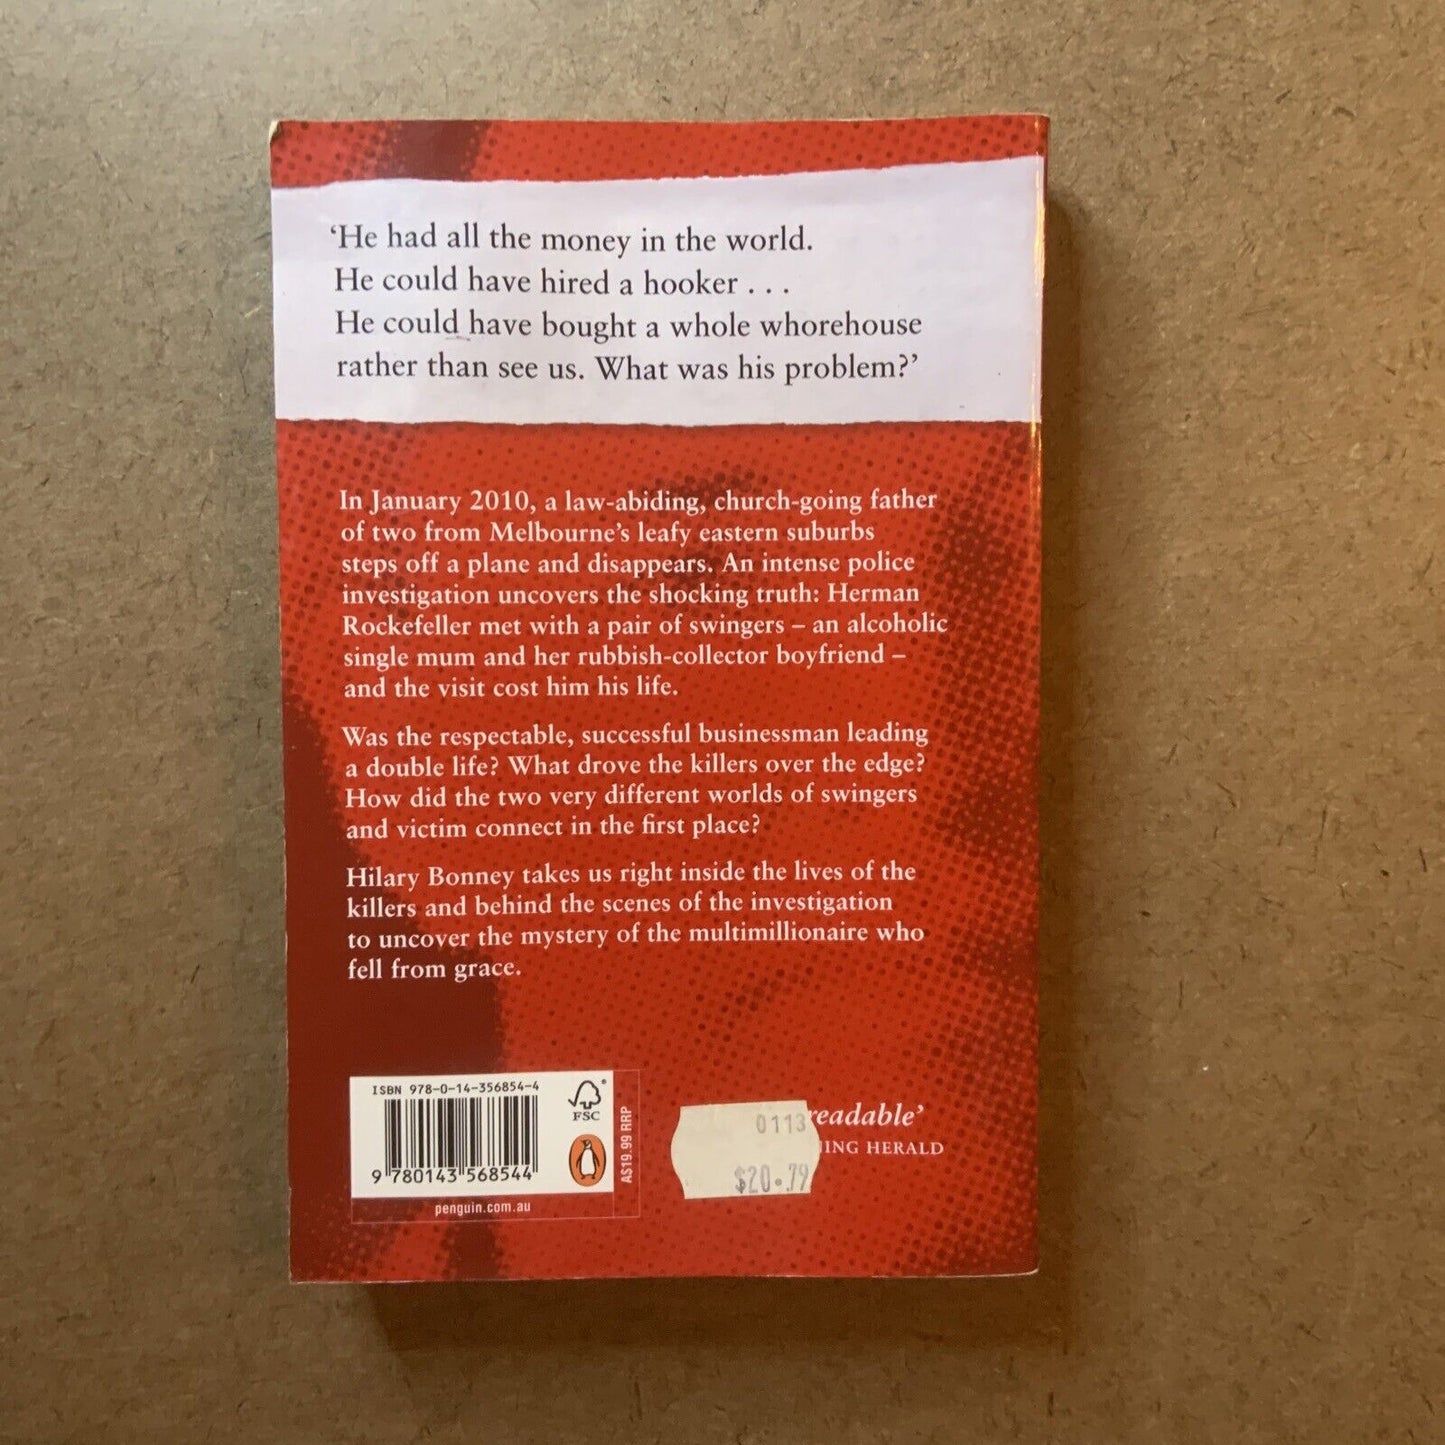 ‘He had all the money in the world.
He could have hired a hooker . . .
He could have bought a whole whorehouse
rather than see us. What was his problem?’
In January 2010, a law-abiding, church-going father
of two from Melbourne’s leafy eastern suburbs
steps off a plane and disappears. An intense police
investigation uncovers the shocking truth: Herman
Rockefeller met with a pair of swingers – an alcoholic
single mum and her rubbish-collector boyfriend –
and the visit cost him his life.
Was the respectable, successful businessman leading
a double life? What drove the killers over the edge?
How did the two very different worlds of swingers
and victim connect in the first place?
Hilary Bonney takes us right inside the lives of the
killers and behind the scenes of the investigation
to uncover the mystery of the multimillionaire who
fell from grace.
ISBN 978-0-14-356854-4
FSC
9 780143 568544
A$19.99 RRP
penguin.com.au
readable’
HERALD
0113
$20.79